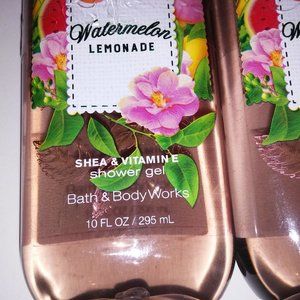 Watermelon
LEMONADE
SHEA & VITAMIN E
shower gel
Bath & Body Works
10 FL OZ / 295 mL